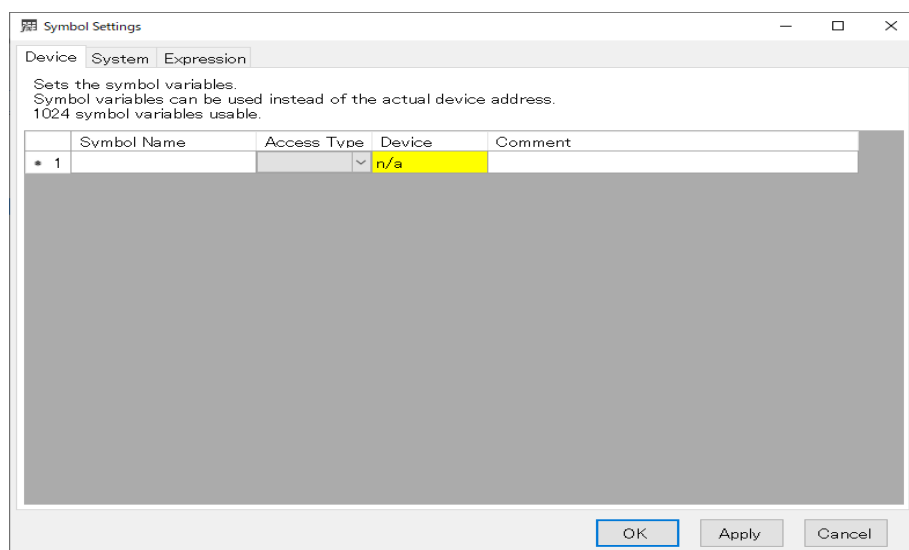 Symbol Settings
Device System Expression
Sets the symbol variables.
Symbol variables can be used instead of the actual device address.
1024 symbol variables usable.
Symbol Name Access Type Device Comment
* 1 n/a
OK Apply Cancel